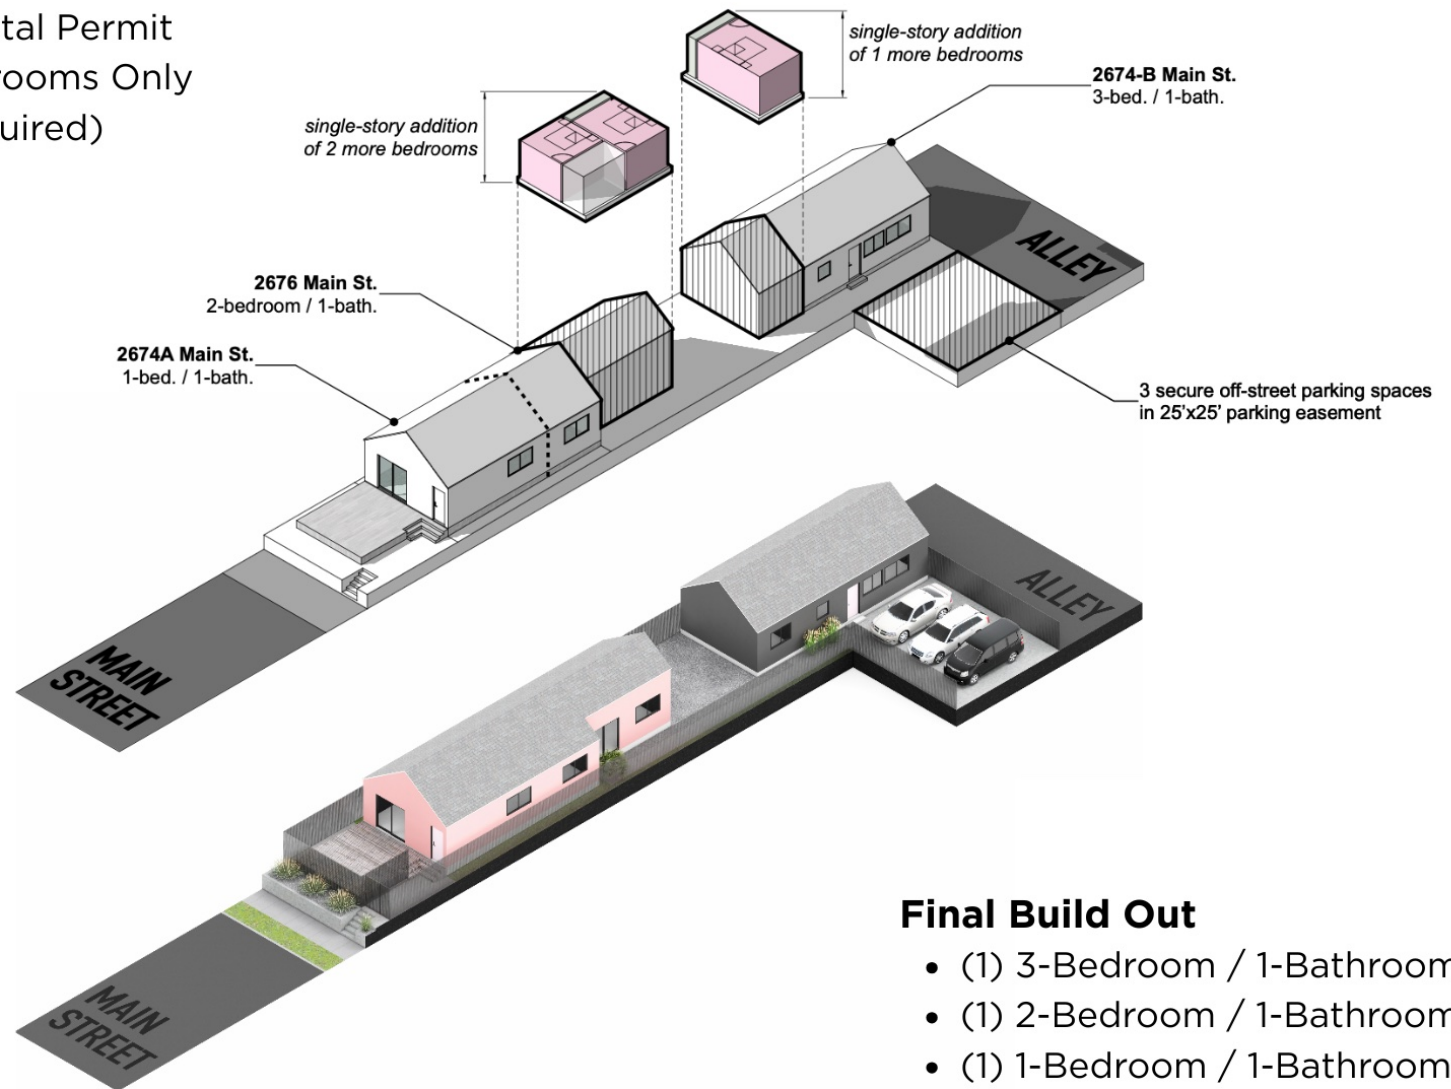 tal Permit
rooms Only
uired)
single-story addition
of 1 more bedrooms
2674-B Main St.
3-bed. / 1-bath.
single-story addition
of 2 more bedrooms
ALLEY
2676 Main St.
2-bedroom / 1-bath.
2674A Main St.
1-bed. / 1-bath.
3 secure off-street parking spaces
in 25'x25' parking easement
MAIN
STREET
ALLEY
Final Build Out
• (1) 3-Bedroom / 1-Bathroom
• (1) 2-Bedroom / 1-Bathroom
• (1) 1-Bedroom / 1-Bathroom
MAIN
STREET